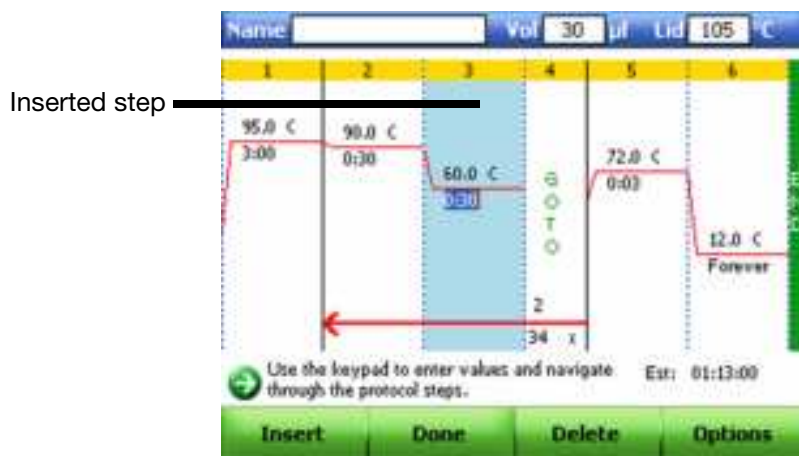 Name Vol 30 µl Lid 105 °C
1 2 3 4 5 6
Inserted step
95.0 C
3:00
90.0 C
0:30
60.0 C
0:30
GOTO
2
34 x
72.0 C
0:03
12.0 C
Forever
END
Use the keypad to enter values and navigate
through the protocol steps.
Est: 01:13:00
Insert Done Delete Options